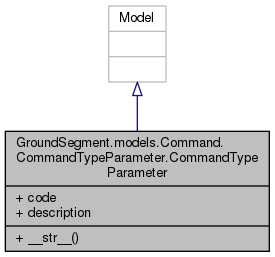 Model
GroundSegment.models.Command.
CommandTypeParameter.CommandType
Parameter
+ code
+ description
+ __str__()